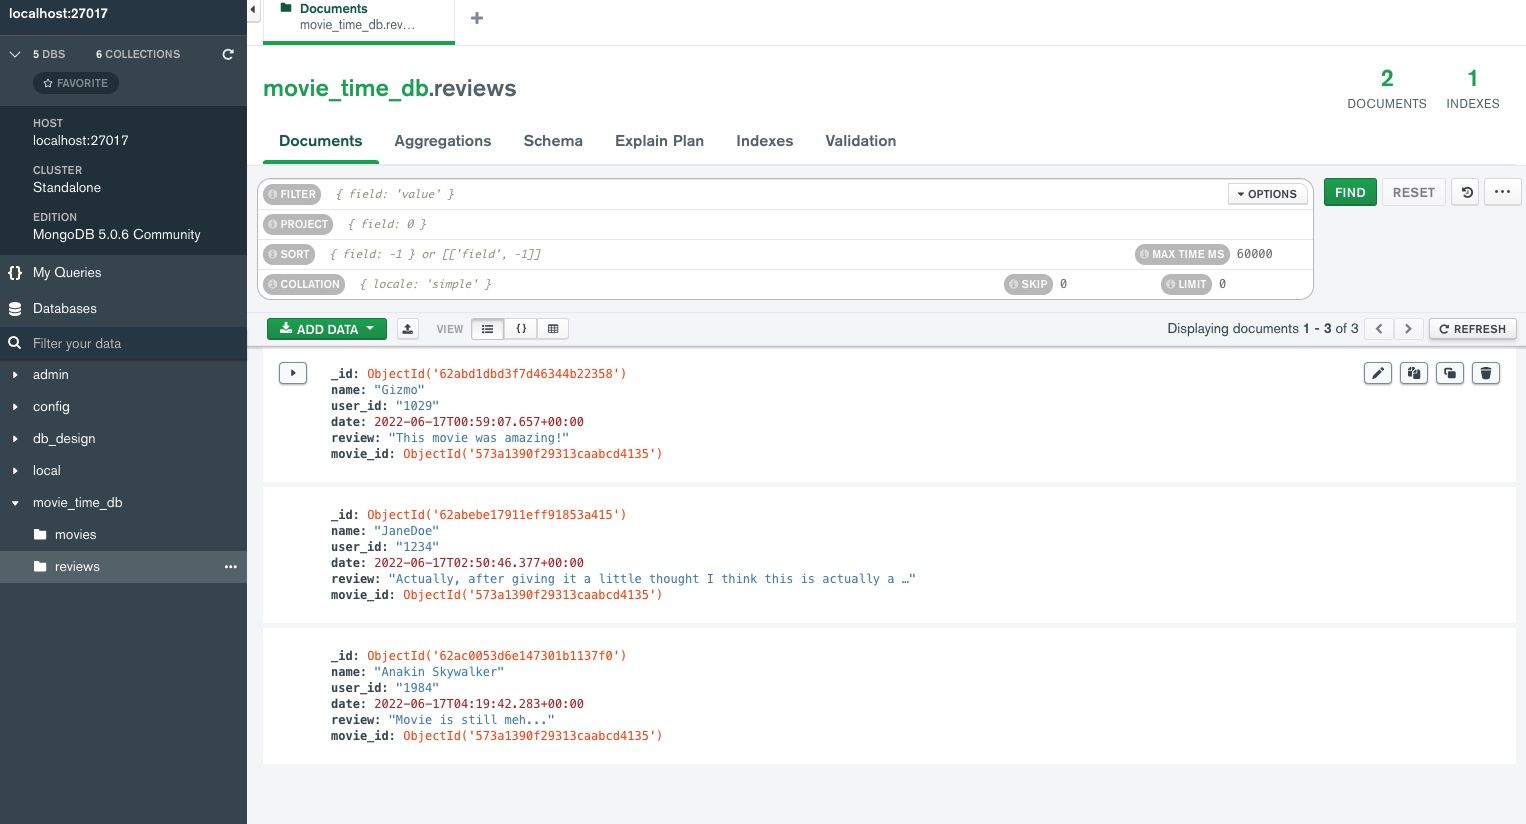 localhost:27017
5 DBS 6 COLLECTIONS
FAVORITE
HOST
localhost:27017
CLUSTER
Standalone
EDITION
MongoDB 5.0.6 Community
{} My Queries
Databases
Filter your data
admin
config
db_design
local
movie_time_db
movies
reviews ...
Documents
movie_time_db.rev...
+
movie_time_db.reviews
2
DOCUMENTS
1
INDEXES
Documents Aggregations Schema Explain Plan Indexes Validation
FILTER { field: 'value' } OPTIONS FIND RESET ...
PROJECT { field: 0 }
SORT { field: -1 } or [['field', -1]] MAX TIME MS 60000
COLLATION { locale: 'simple' } SKIP 0 LIMIT 0
ADD DATA VIEW {} Displaying documents 1 - 3 of 3 < > REFRESH
_id: ObjectId('62abd1dbd3f7d46344b22358')
name: "Gizmo"
user_id: "1029"
date: 2022-06-17T00:59:07.657+00:00
review: "This movie was amazing!"
movie_id: ObjectId('573a1390f29313caabcd4135')
_id: ObjectId('62abebe17911eff91853a415')
name: "JaneDoe"
user_id: "1234"
date: 2022-06-17T02:50:46.377+00:00
review: "Actually, after giving it a little thought I think this is actually a …"
movie_id: ObjectId('573a1390f29313caabcd4135')
_id: ObjectId('62ac0053d6e147301b1137f0')
name: "Anakin Skywalker"
user_id: "1984"
date: 2022-06-17T04:19:42.283+00:00
review: "Movie is still meh..."
movie_id: ObjectId('573a1390f29313caabcd4135')